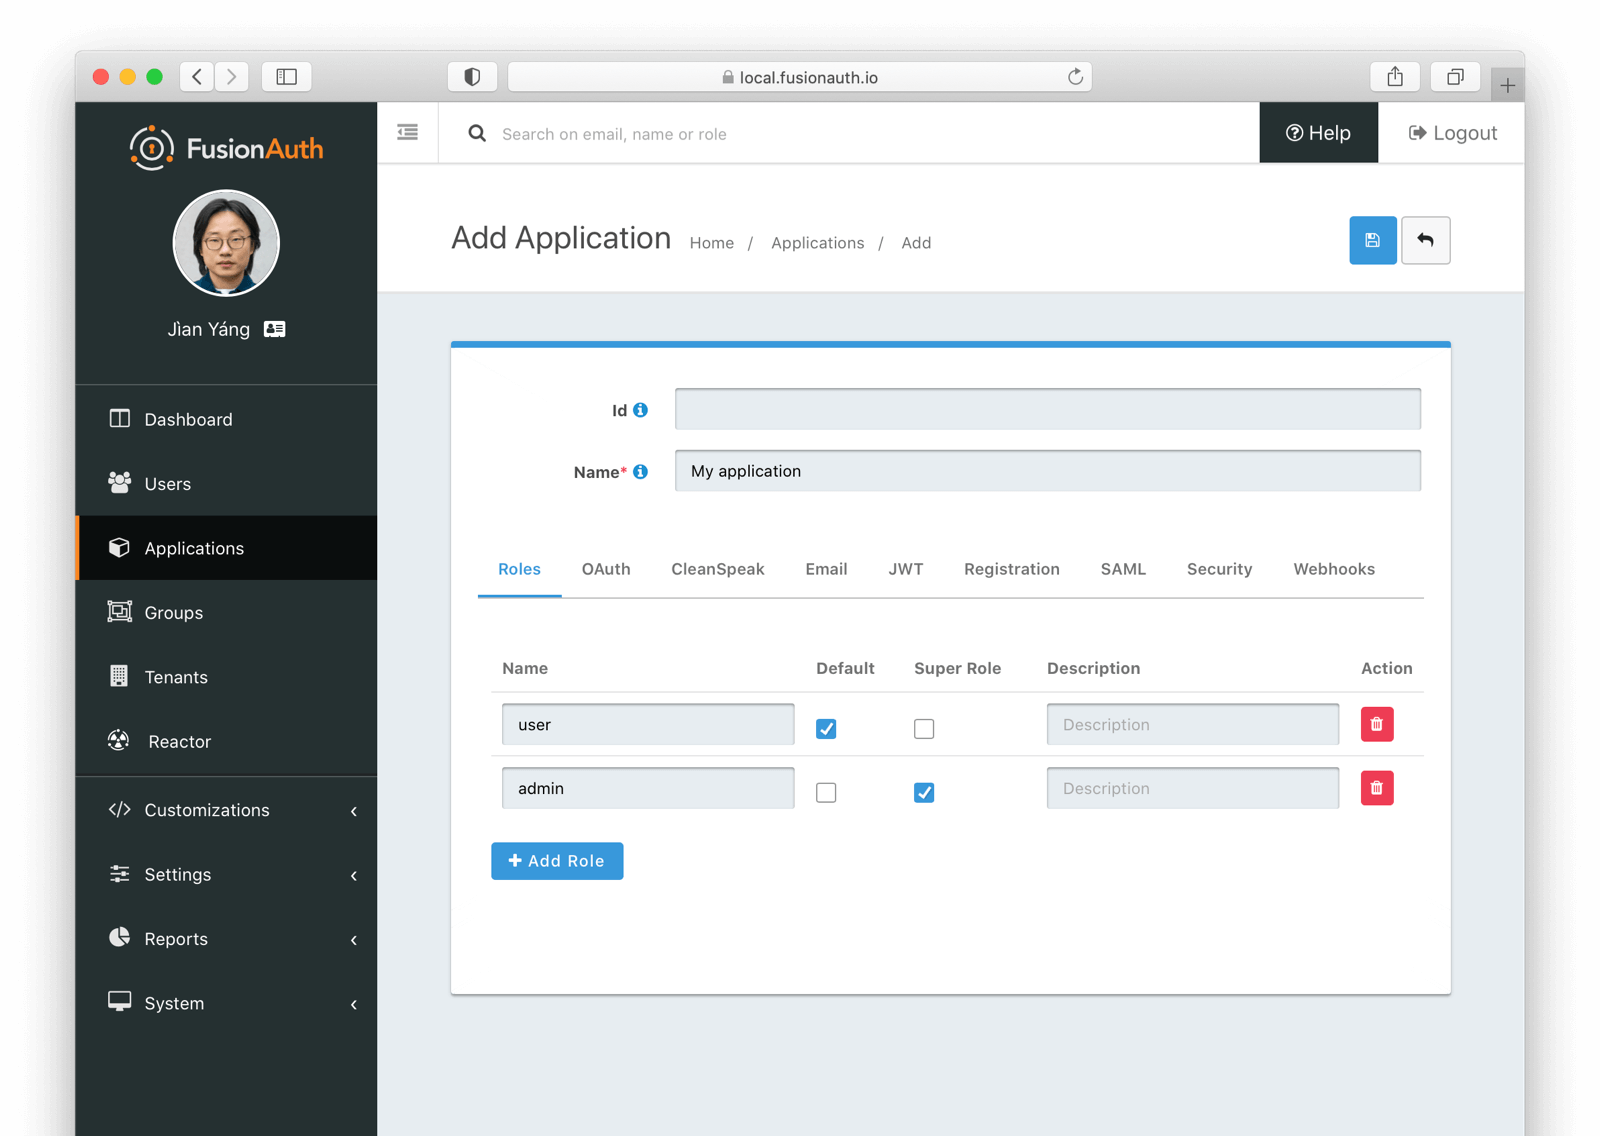 local.fusionauth.io
FusionAuth
Search on email, name or role
Help
Logout
Jìan Yáng
Add Application
Home / Applications / Add
Dashboard
Users
Applications
Groups
Tenants
Reactor
Customizations
Settings
Reports
System
Id
Name* My application
Roles OAuth CleanSpeak Email JWT Registration SAML Security Webhooks
Name Default Super Role Description Action
user Description
admin Description
+ Add Role